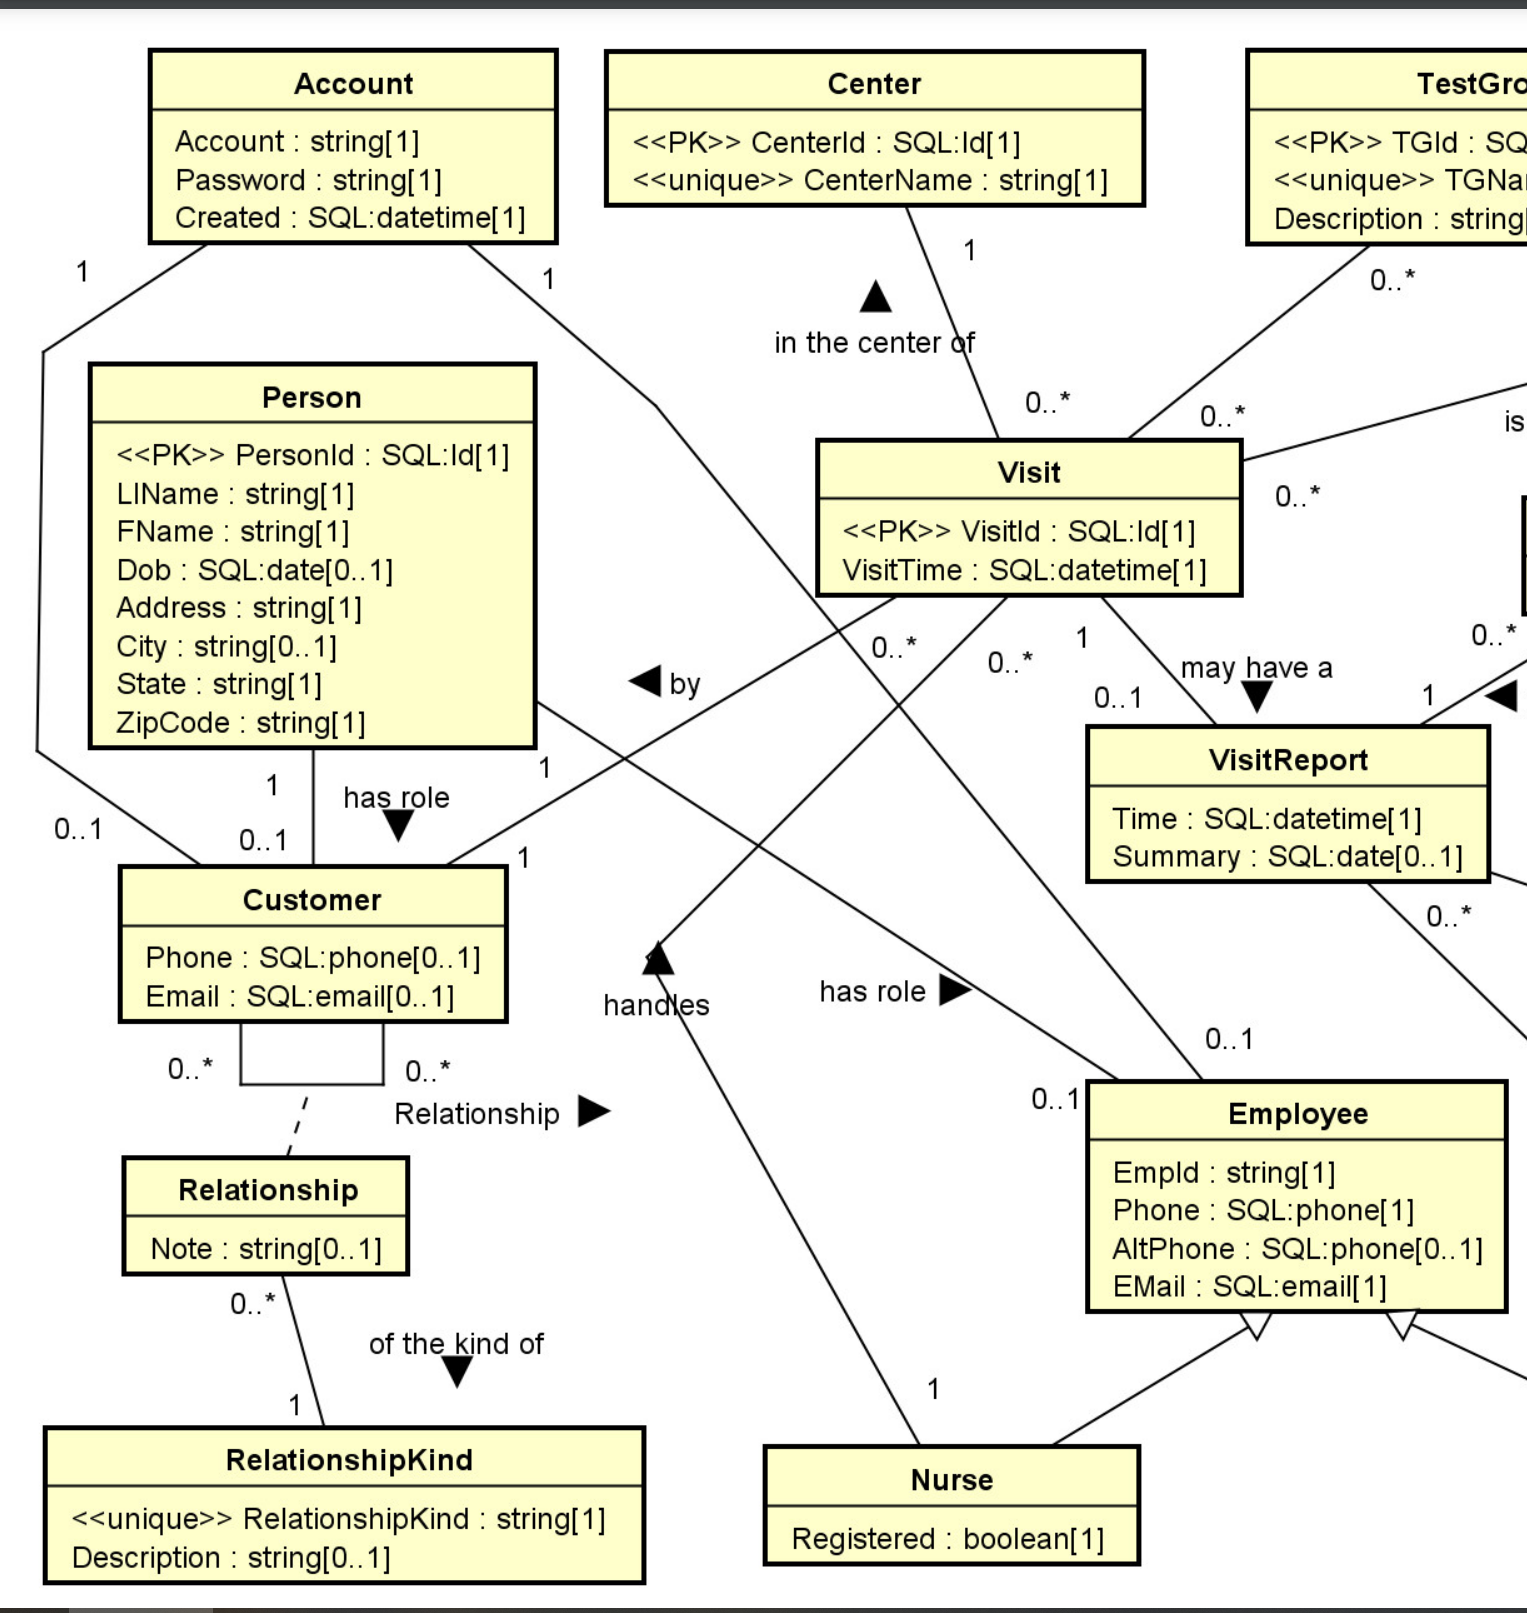 Account
Account : string[1]
Password : string[1]
Created : SQL:datetime[1]
Center
<<PK>> CenterId : SQL:Id[1]
<<unique>> CenterName : string[1]
TestGro
<<PK>> TGId : SQ
<<unique>> TGNa
Description : string[
1
1
1
0..*
in the center of
Person
<<PK>> PersonId : SQL:Id[1]
LIName : string[1]
FName : string[1]
Dob : SQL:date[0..1]
Address : string[1]
City : string[0..1]
State : string[1]
ZipCode : string[1]
0..*
0..*
is
Visit
<<PK>> VisitId : SQL:Id[1]
VisitTime : SQL:datetime[1]
0..*
0..*
0..*
0..*
1
may have a
by
0..1
1
1
1
has role
0..1
0..1
1
VisitReport
Time : SQL:datetime[1]
Summary : SQL:date[0..1]
0..*
Customer
Phone : SQL:phone[0..1]
Email : SQL:email[0..1]
handles
has role
0..1
0..*
0..*
Relationship
0..1
Employee
EmpId : string[1]
Phone : SQL:phone[1]
AltPhone : SQL:phone[0..1]
EMail : SQL:email[1]
Relationship
Note : string[0..1]
0..*
of the kind of
1
1
RelationshipKind
<<unique>> RelationshipKind : string[1]
Description : string[0..1]
Nurse
Registered : boolean[1]